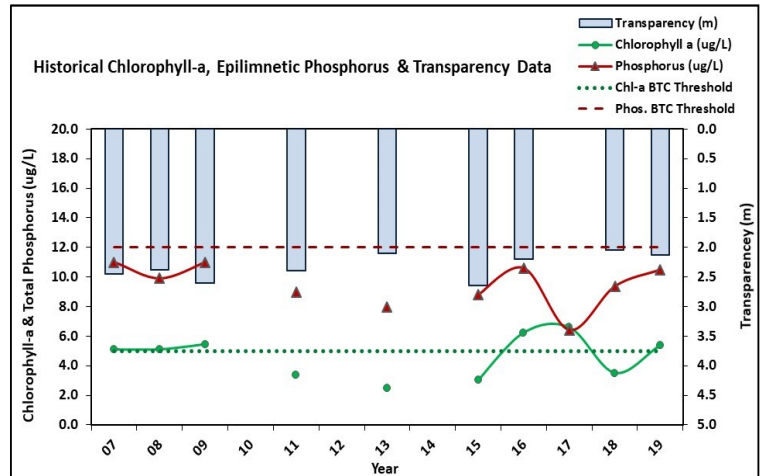 Transparency (m)
Chlorophyll a (ug/L)
Phosphorus (ug/L)
Chl-a BTC Threshold
Phos. BTC Threshold
Historical Chlorophyll-a, Epilimnetic Phosphorus & Transparency Data
Chlorophyll-a & Total Phosphorus (ug/L)
20.0
18.0
16.0
14.0
12.0
10.0
8.0
6.0
4.0
2.0
0.0
0.0
0.5
1.0
1.5
2.0
2.5
3.0
3.5
4.0
4.5
5.0
Transparencey (m)
07 08 09 10 11 12 13 14 15 16 17 18 19
Year